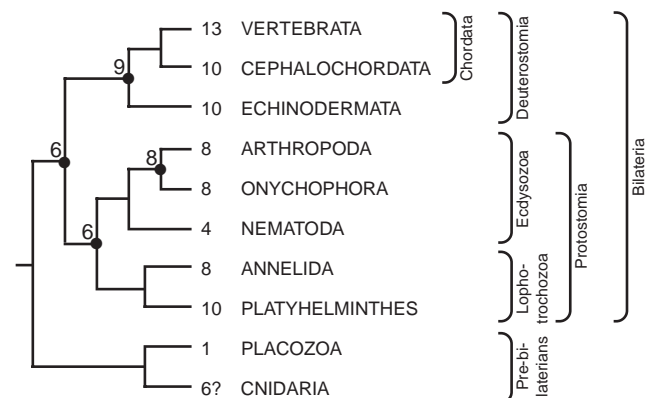 13 VERTEBRATA
9
10 CEPHALOCHORDATA
10 ECHINODERMATA
8 ARTHROPODA
8
6
8 ONYCHOPHORA
4 NEMATODA
6
8 ANNELIDA
10 PLATYHELMINTHES
1 PLACOZOA
6? CNIDARIA
Chordata
Deuterostomia
Ecdysozoa
Lopho-
trochozoa
Pre-bi-
laterians
Protostomia
Bilateria